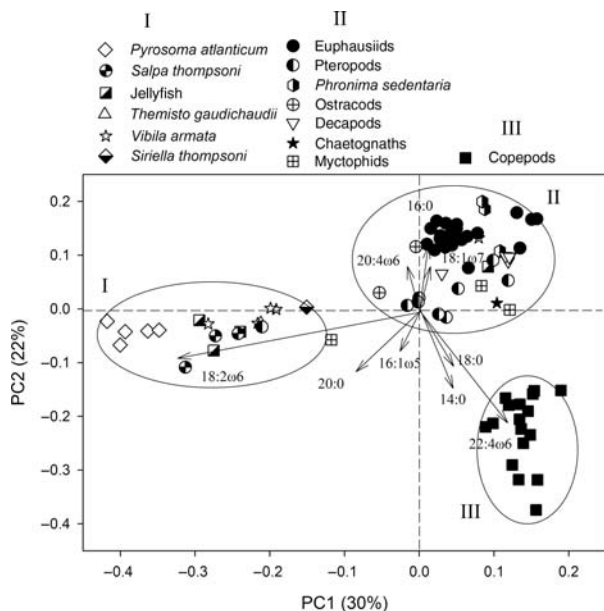 I
Pyrosoma atlanticum
Salpa thompsoni
Jellyfish
Themisto gaudichaudii
Vibila armata
Siriella thompsoni
II
Euphausiids
Pteropods
Phronima sedentaria
Ostracods
Decapods
Chaetognaths
Myctophids
III
Copepods
0.2
0.1
0.0
−0.1
−0.2
−0.3
−0.4
PC2 (22%)
16:0
II
20:4ω6
18:1ω7
I
18:2ω6
20:0
16:1ω5
18:0
14:0
22:4ω6
III
−0.4
−0.3
−0.2
−0.1
0.0
0.1
0.2
PC1 (30%)